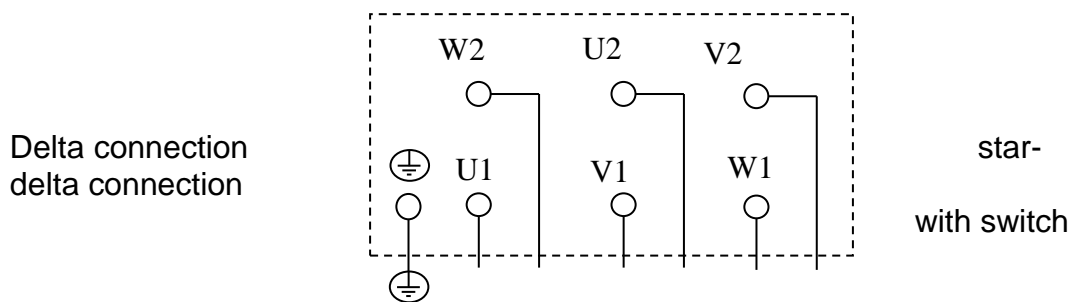 W2 U2 V2
Delta connection star-
delta connection
U1 V1 W1
with switch